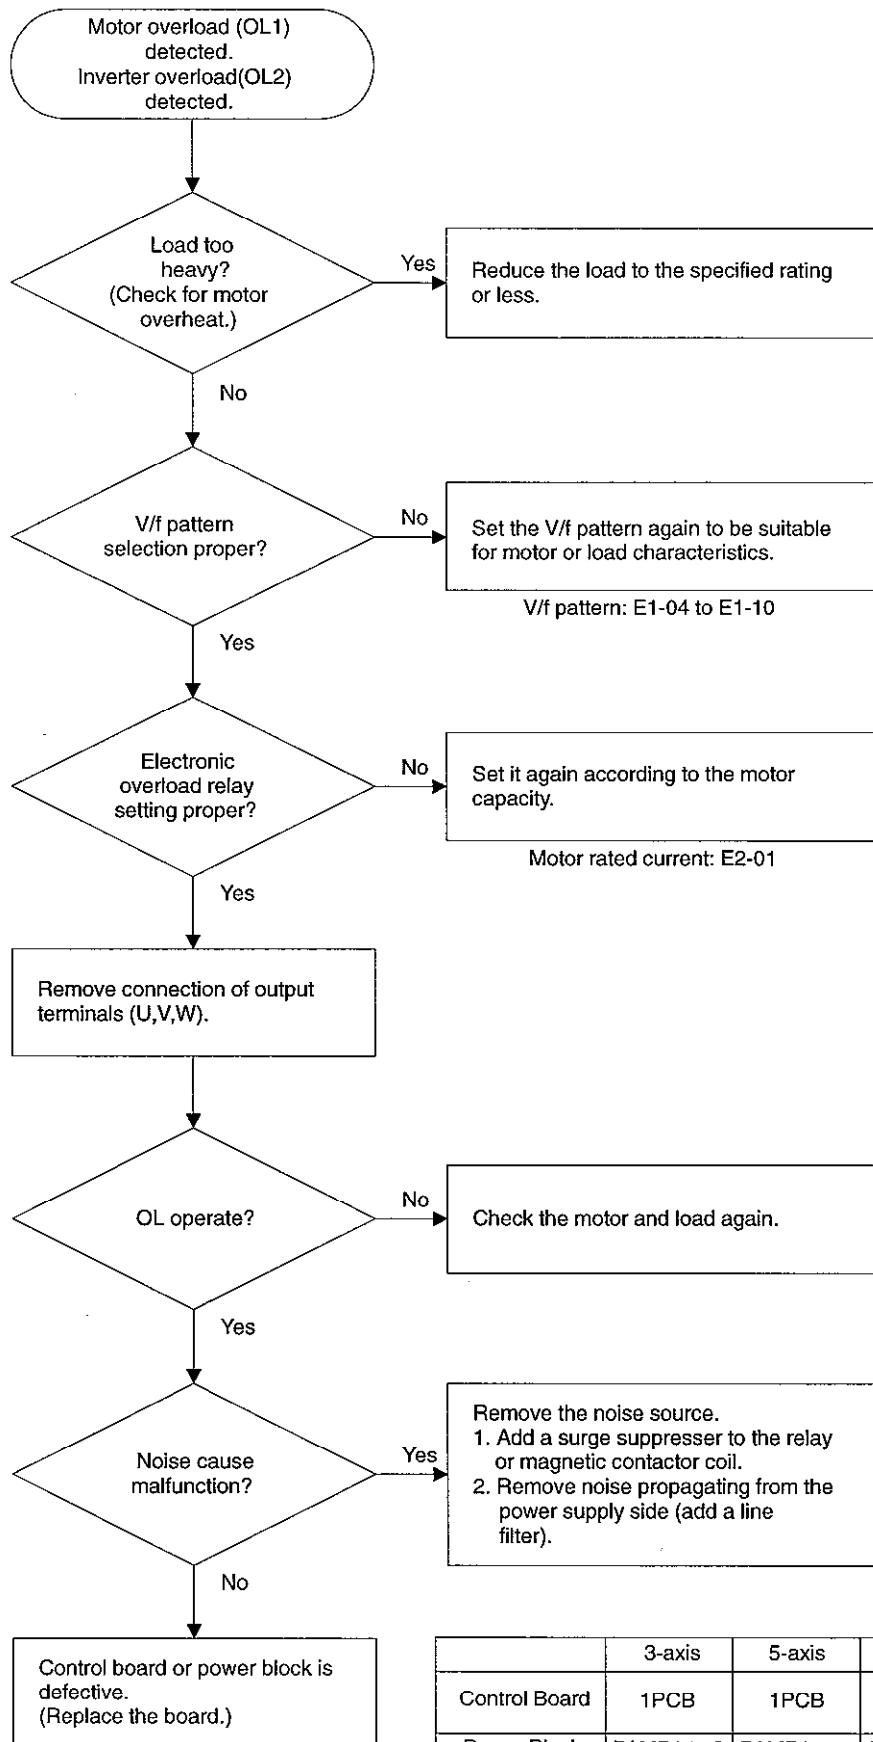 Motor overload (OL1)
detected.
Inverter overload(OL2)
detected.
Load too
heavy?
(Check for motor
overheat.)
Yes
Reduce the load to the specified rating
or less.
No
V/f pattern
selection proper?
No
Set the V/f pattern again to be suitable
for motor or load characteristics.
V/f pattern: E1-04 to E1-10
Yes
Electronic
overload relay
setting proper?
No
Set it again according to the motor
capacity.
Motor rated current: E2-01
Yes
Remove connection of output
terminals (U,V,W).
OL operate?
No
Check the motor and load again.
Yes
Noise cause
malfunction?
Yes
Remove the noise source.
1. Add a surge suppresser to the relay
or magnetic contactor coil.
2. Remove noise propagating from the
power supply side (add a line
filter).
No
Control board or power block is
defective.
(Replace the board.)
3-axis 5-axis
Control Board 1PCB 1PCB